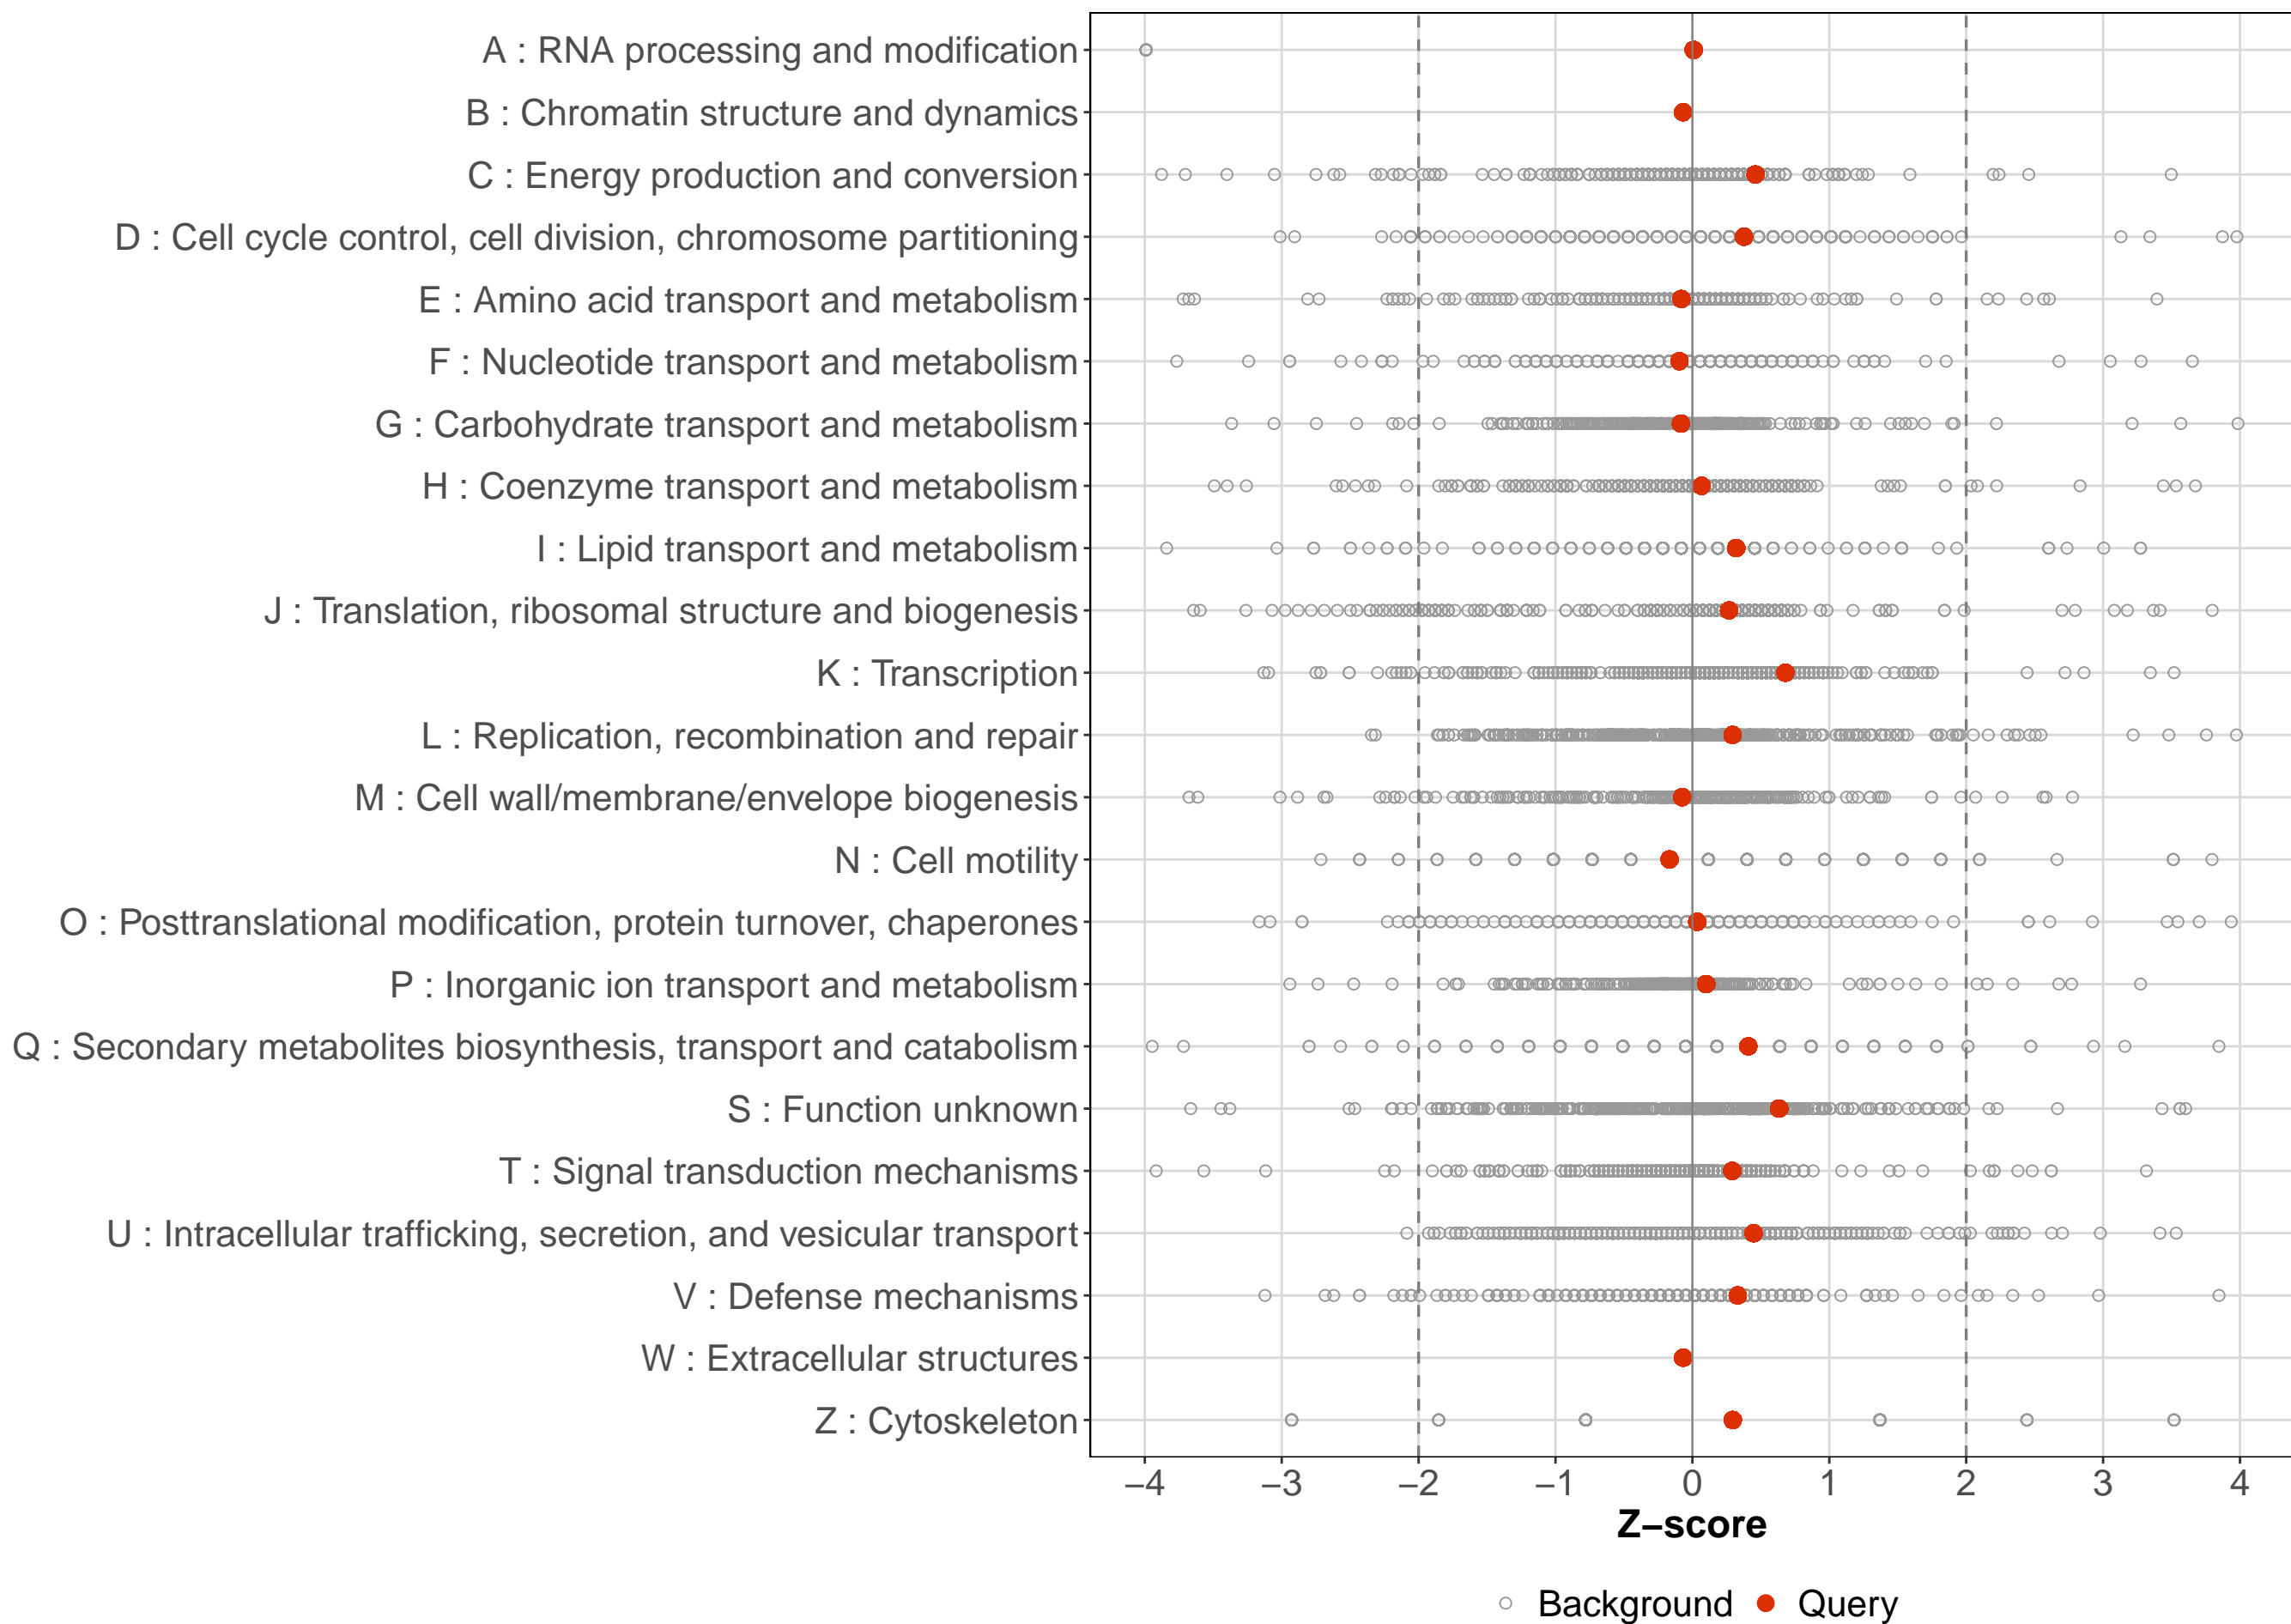 A : RNA processing and modification
B : Chromatin structure and dynamics
C : Energy production and conversion
D : Cell cycle control, cell division, chromosome partitioning
E : Amino acid transport and metabolism
F : Nucleotide transport and metabolism
G : Carbohydrate transport and metabolism
H : Coenzyme transport and metabolism
I : Lipid transport and metabolism
J : Translation, ribosomal structure and biogenesis
K : Transcription
L : Replication, recombination and repair
M : Cell wall/membrane/envelope biogenesis
N : Cell motility
O : Posttranslational modification, protein turnover, chaperones
P : Inorganic ion transport and metabolism
Q : Secondary metabolites biosynthesis, transport and catabolism
S : Function unknown
T : Signal transduction mechanisms
U : Intracellular trafficking, secretion, and vesicular transport
V : Defense mechanisms
W : Extracellular structures
Z : Cytoskeleton
−4 −3 −2 −1 0 1 2 3 4
Z−score
Background Query